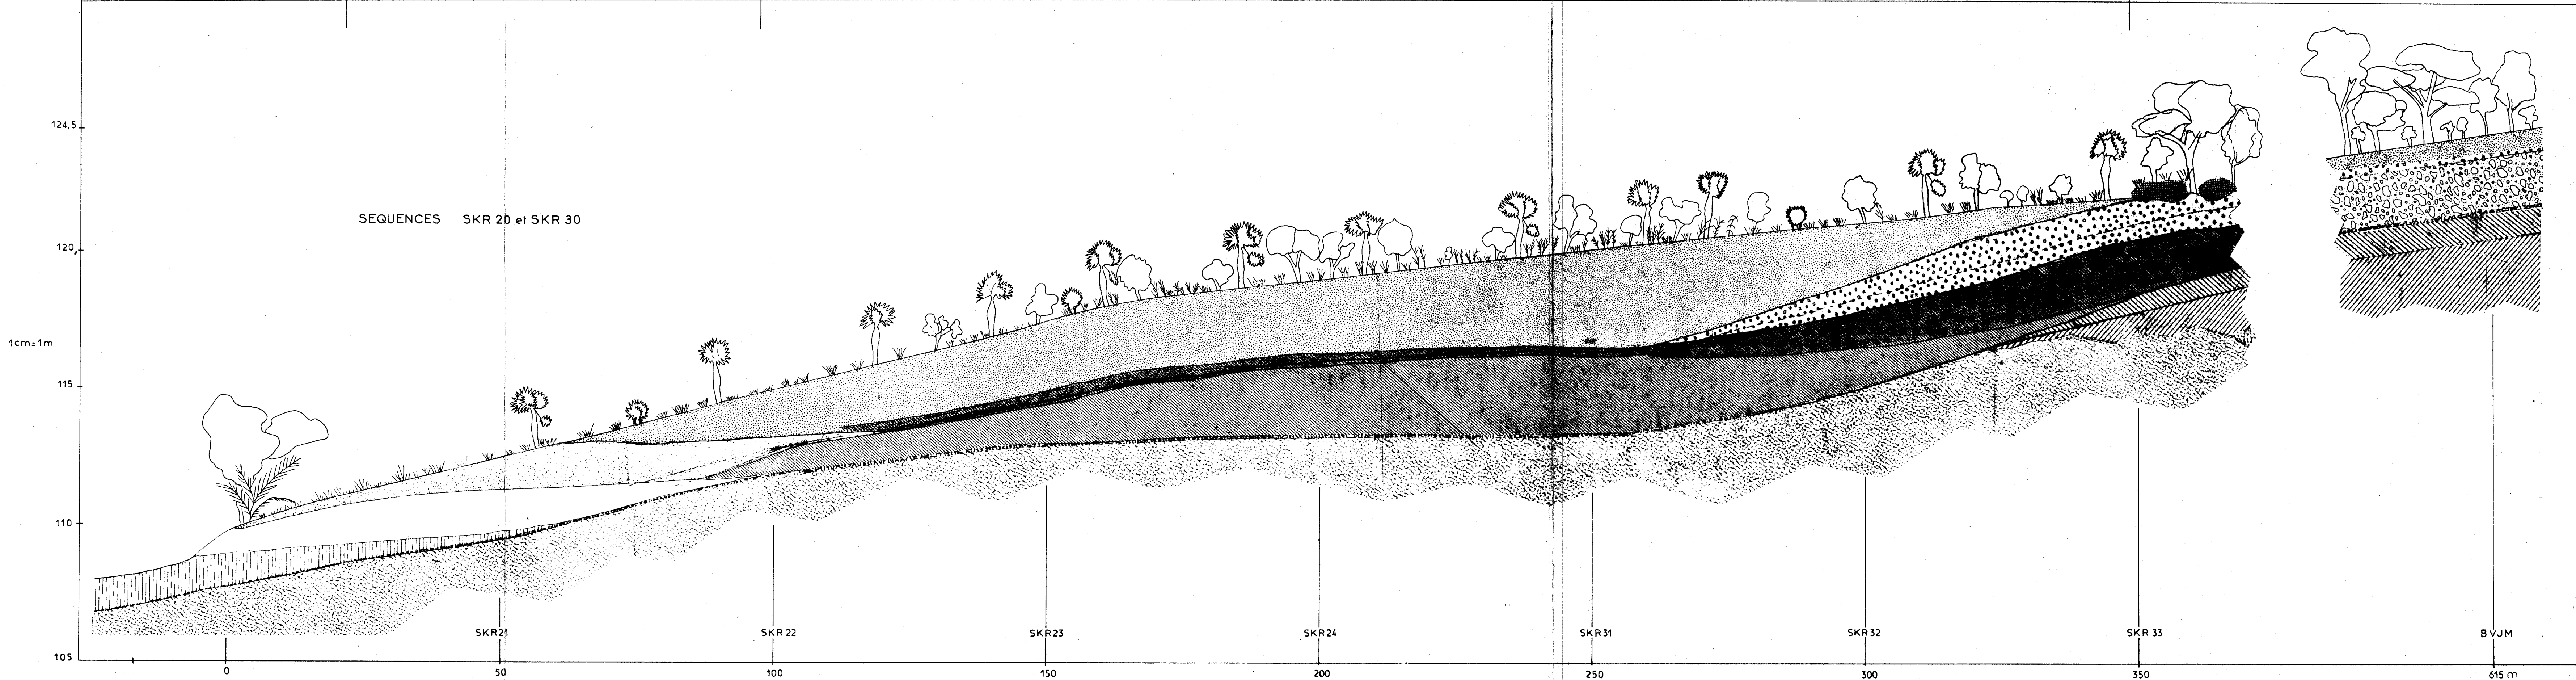 124,5
SEQUENCES SKR 20 et SKR 30
120
1cm=1m
115
110
SKR21 SKR 22 SKR23 SKR24 SKR31 SKR32 SKR 33 BVJM
105
0 50 100 150 200 250 300 350 615 m